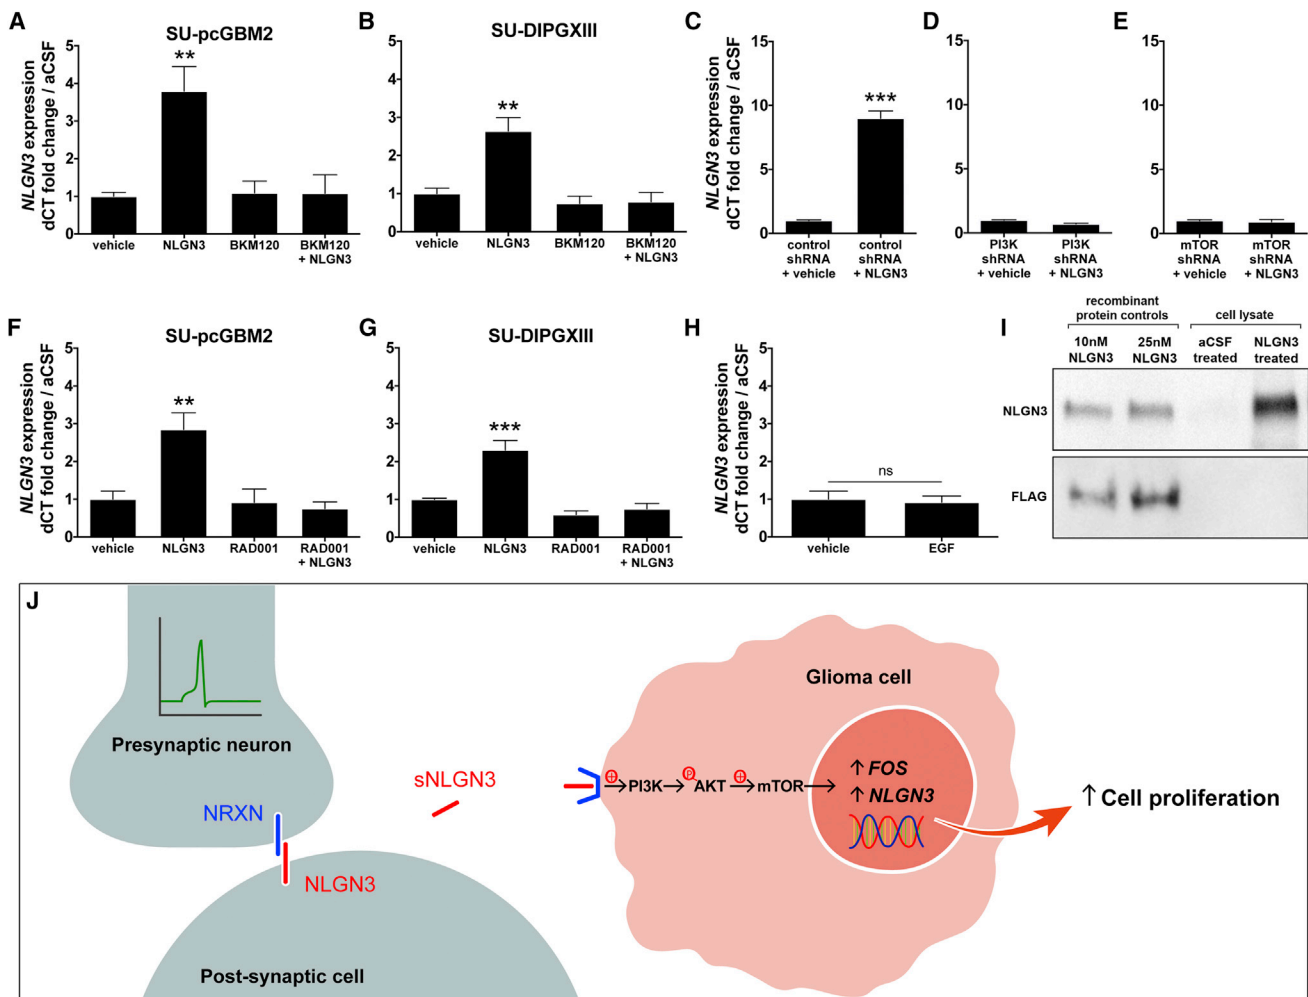 A
SU-pcGBM2
NLGN3 expression
dCT fold change / aCSF
5
4
3
2
1
0
**
vehicle
NLGN3
BKM120
BKM120
+ NLGN3
B
SU-DIPGXIII
5
4
3
2
1
0
**
vehicle
NLGN3
BKM120
BKM120
+ NLGN3
C
NLGN3 expression
dCT fold change / aCSF
15
10
5
0
***
control
shRNA
+ vehicle
control
shRNA
+ NLGN3
D
15
10
5
0
PI3K
shRNA
+ vehicle
PI3K
shRNA
+ NLGN3
E
15
10
5
0
mTOR
shRNA
+ vehicle
mTOR
shRNA
+ NLGN3
F
SU-pcGBM2
NLGN3 expression
dCT fold change / aCSF
5
4
3
2
1
0
**
vehicle
NLGN3
RAD001
RAD001
+ NLGN3
G
SU-DIPGXIII
5
4
3
2
1
0
***
vehicle
NLGN3
RAD001
RAD001
+ NLGN3
H
NLGN3 expression
dCT fold change / aCSF
5
4
3
2
1
0
ns
vehicle
EGF
I
recombinant
protein controls
cell lysate
10nM
NLGN3
25nM
NLGN3
aCSF
treated
NLGN3
treated
NLGN3
FLAG
J
Presynaptic neuron
NRXN
NLGN3
Post-synaptic cell
sNLGN3
Glioma cell
+ → PI3K → P AKT + → mTOR →
↑ FOS
↑ NLGN3
↑ Cell proliferation